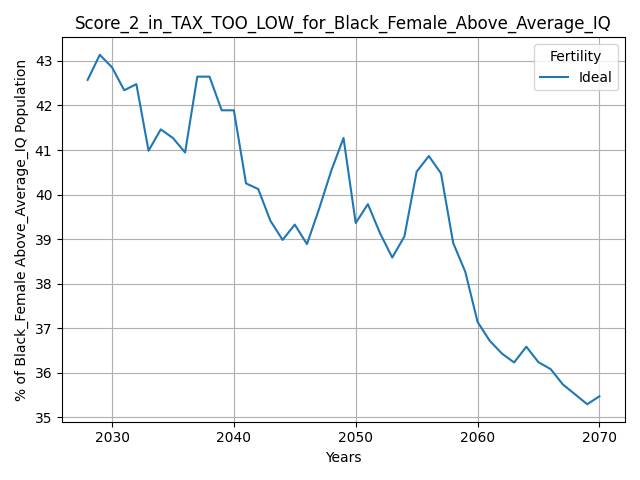 Score_2_in_TAX_TOO_LOW_for_Black_Female_Above_Average_IQ
% of Black_Female Above_Average_IQ Population
43
42
41
40
39
38
37
36
35
Fertility
Ideal
2030
2040
2050
2060
2070
Years